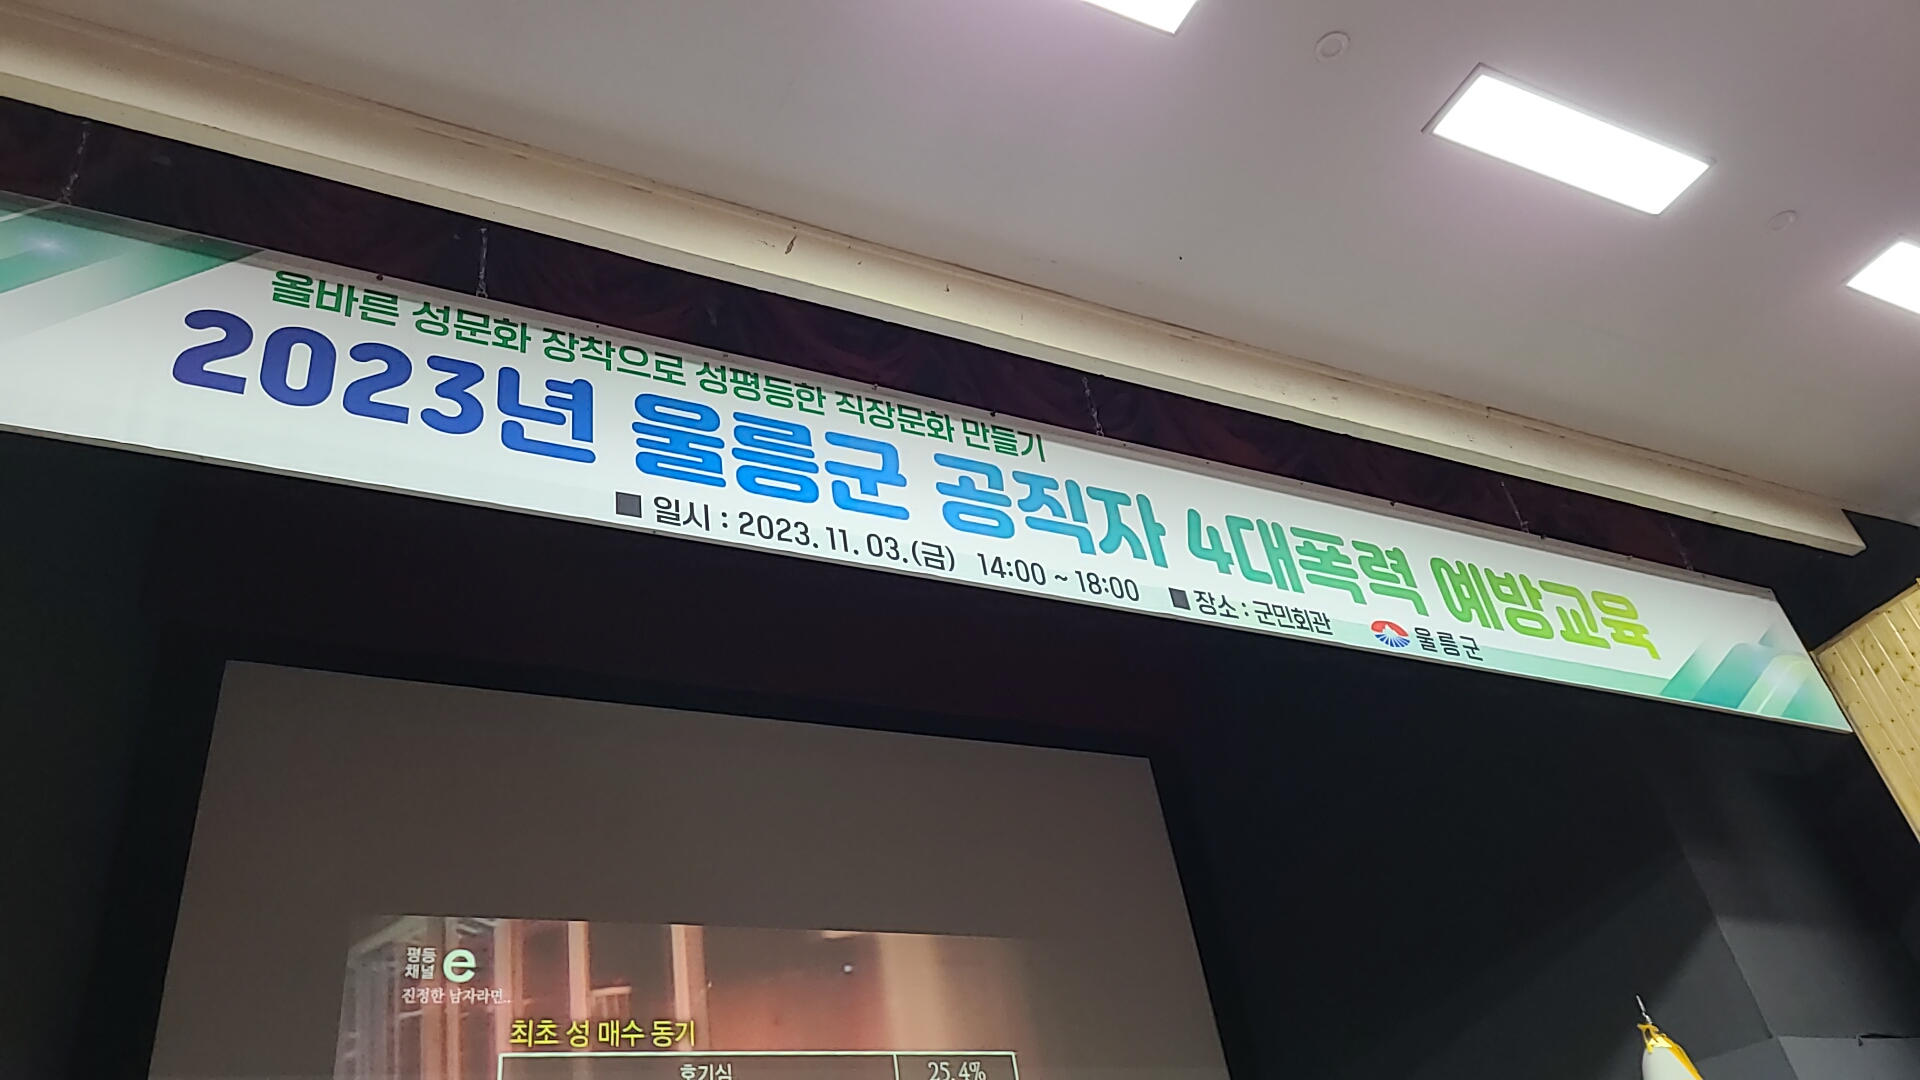 올바른 성문화 장착으로 성평등한 직장문화 만들기
2023년 울릉군 공직자 4대폭력 예방교육
■ 일시 : 2023. 11. 03.(금) 14:00 ~ 18:00 ■ 장소 : 군민회관 울릉군
평등
채널 e
진정한 남자라면..
최초 성 매수 동기
호기심 25.4%